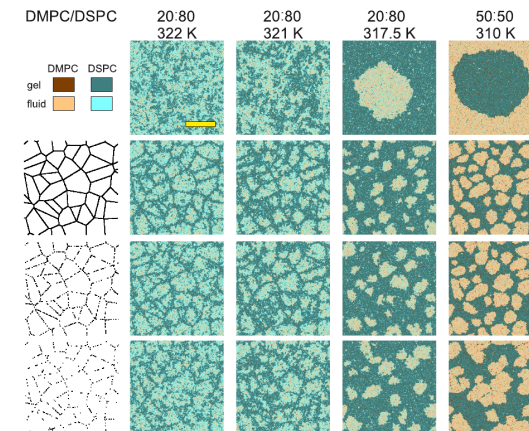 DMPC/DSPC 20:80 20:80 20:80 50:50
322 K 321 K 317.5 K 310 K
DMPC DSPC
gel
fluid